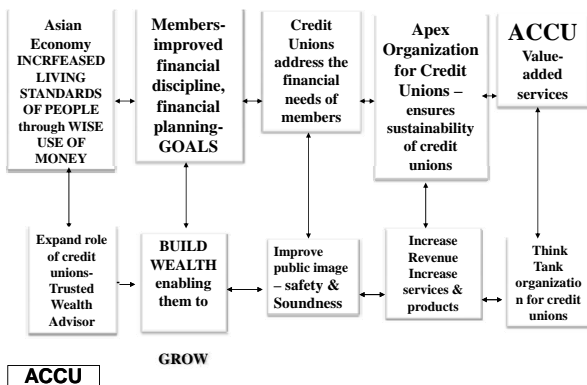 Asian
Economy
INCRFEASED
LIVING
STANDARDS
OF PEOPLE
through WISE
USE OF
MONEY
Members-
improved
financial
discipline,
financial
planning-
GOALS
Credit
Unions
address the
financial
needs of
members
Apex
Organization
for Credit
Unions –
ensures
sustainability
of credit
unions
ACCU
Value-
added
services
Expand role
of credit
unions-
Trusted
Wealth
Advisor
BUILD
WEALTH
enabling
them to
GROW
Improve
public image
– safety &
Soundness
Increase
Revenue
Increase
services &
products
Think
Tank
organizatio
n for credit
unions
ACCU